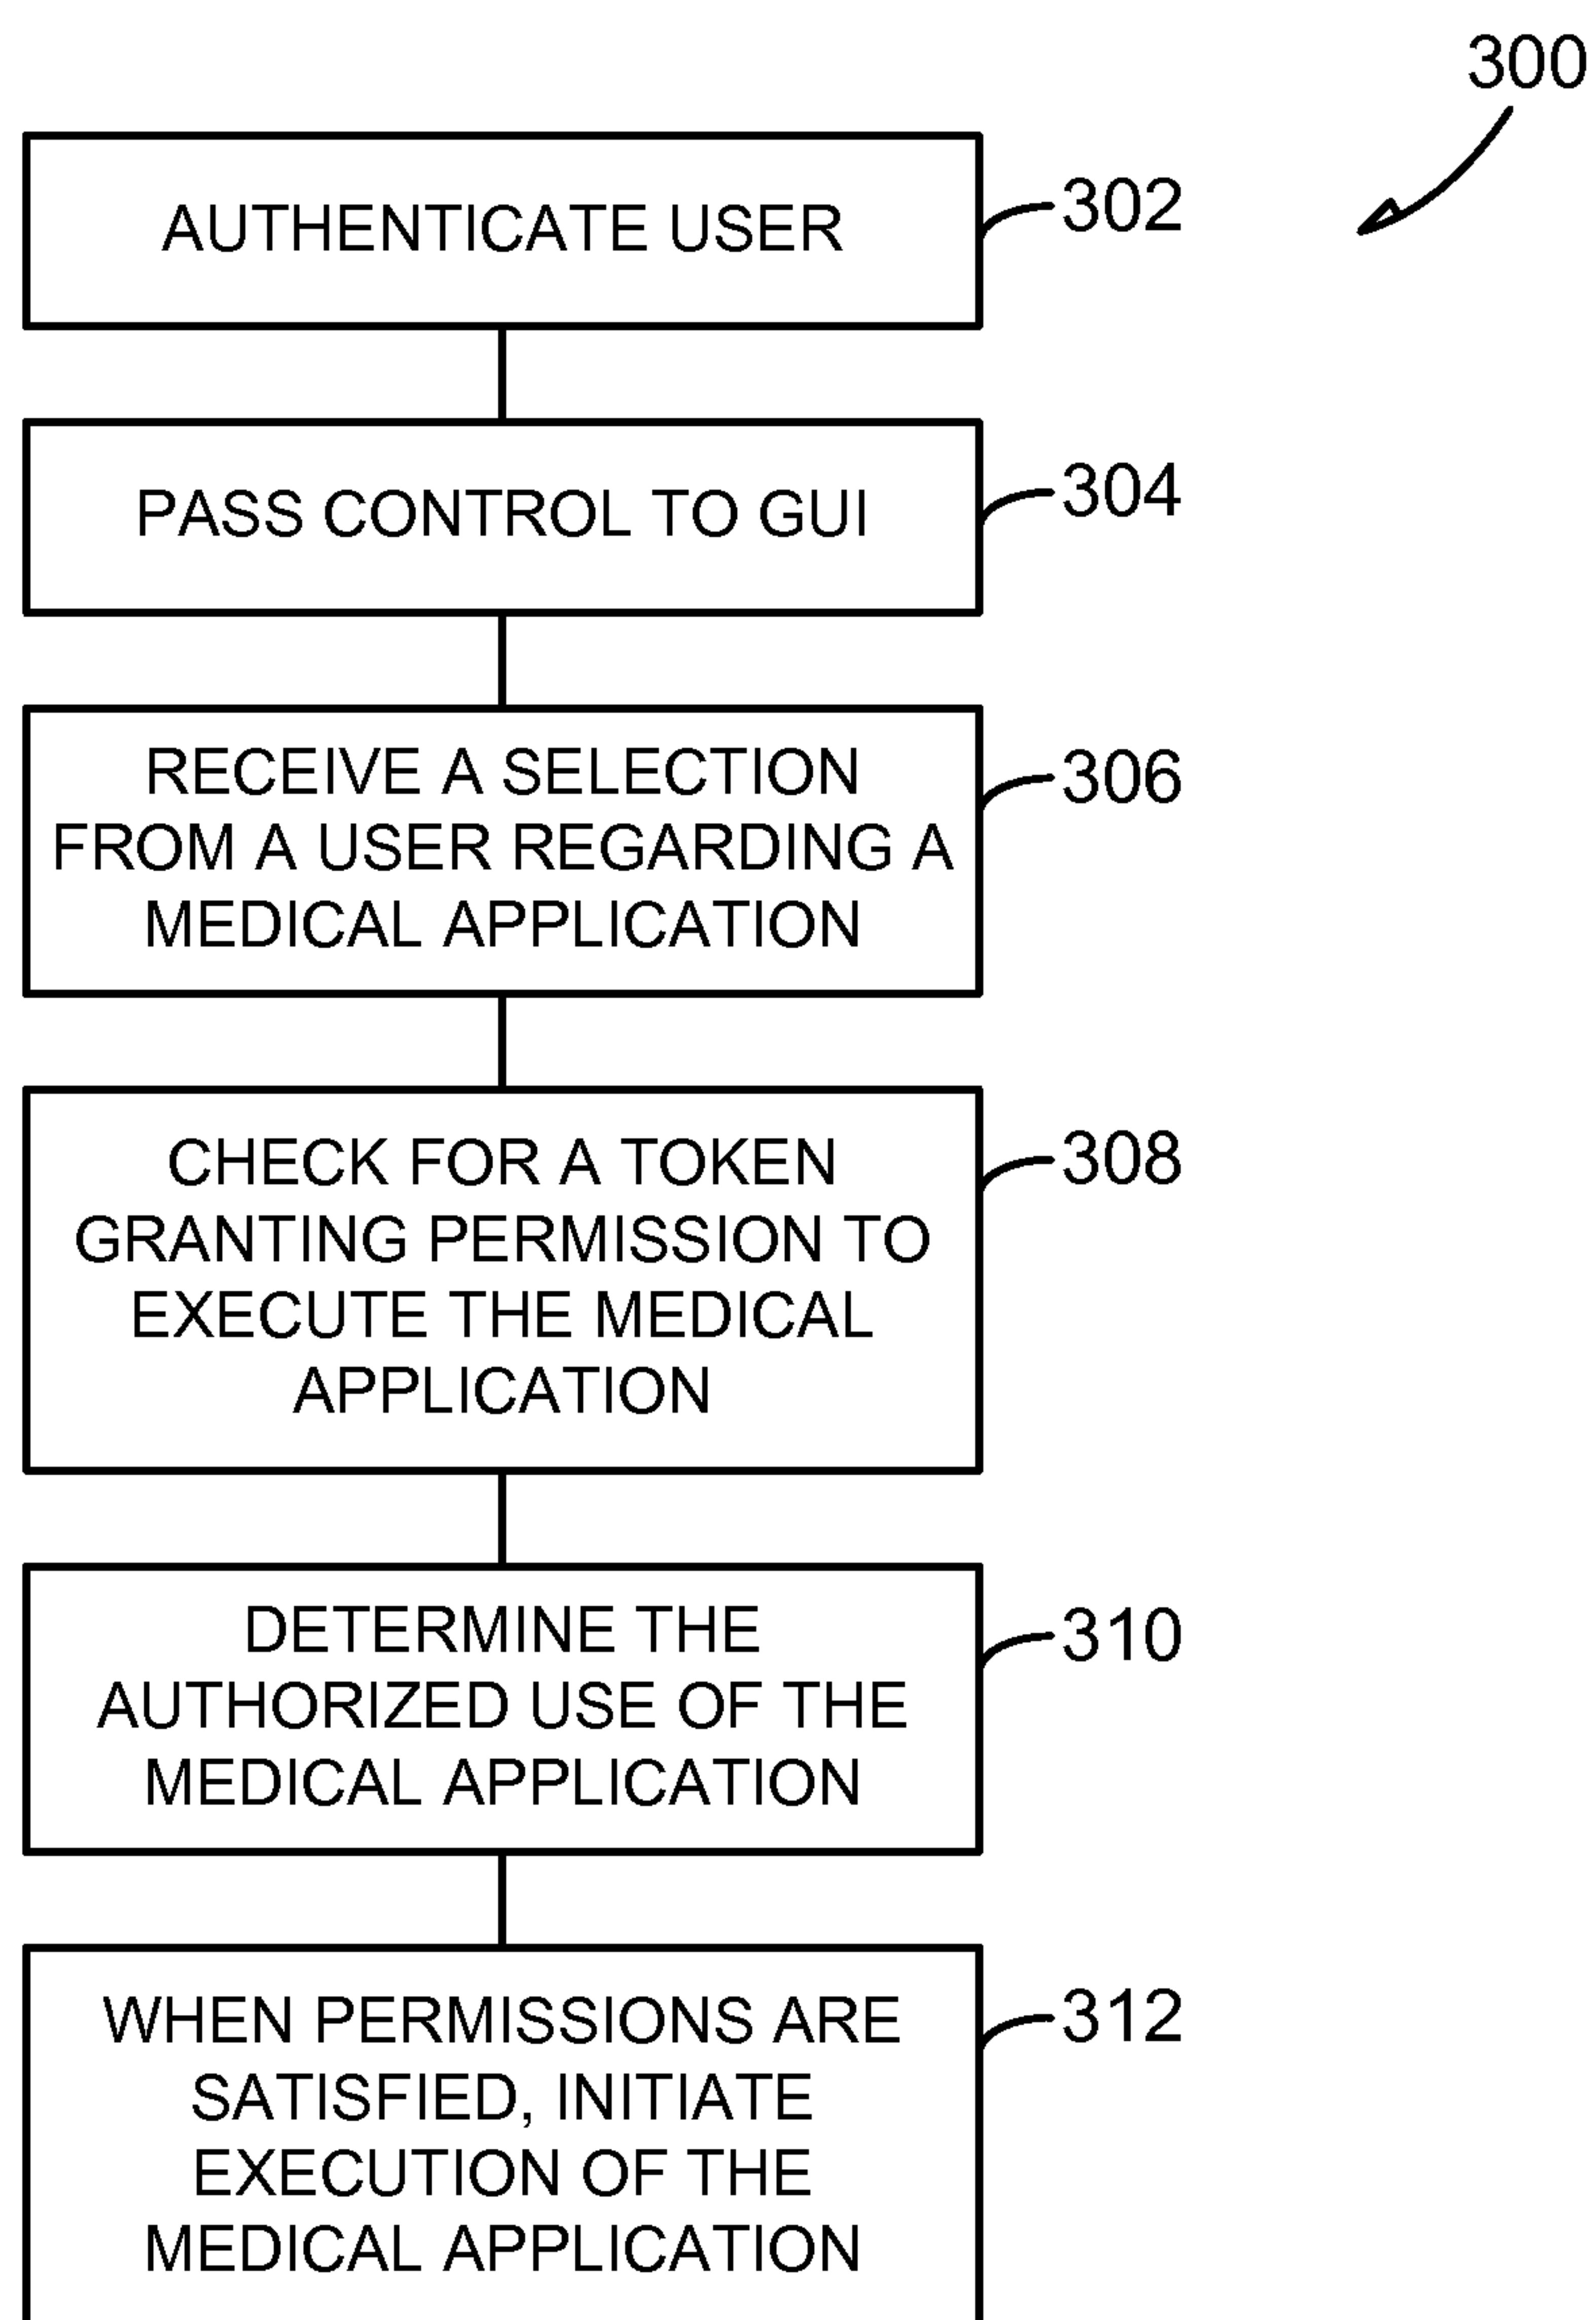 300
AUTHENTICATE USER
302
PASS CONTROL TO GUI
304
RECEIVE A SELECTION
FROM A USER REGARDING A
MEDICAL APPLICATION
306
CHECK FOR A TOKEN
GRANTING PERMISSION TO
EXECUTE THE MEDICAL
APPLICATION
308
DETERMINE THE
AUTHORIZED USE OF THE
MEDICAL APPLICATION
310
WHEN PERMISSIONS ARE
SATISFIED, INITIATE
EXECUTION OF THE
MEDICAL APPLICATION
312